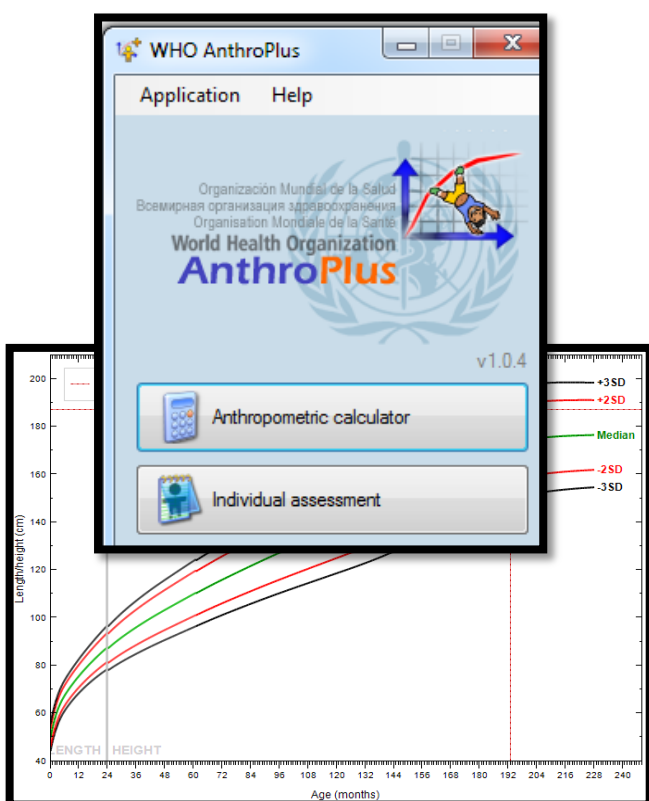 WHO AnthroPlus
Application Help
Organización Mundial de la Salud
Всемирная организация здравоохранения
Organisation Mondiale de la Santé
World Health Organization
AnthroPlus
v1.0.4
Anthropometric calculator
Individual assessment
+3SD
+2SD
Median
-2SD
-3SD
200
180
160
140
120
100
80
60
40
Length/height (cm)
LENGTH HEIGHT
0 12 24 36 48 60 72 84 96 108 120 132 144 156 168 180 192 204 216 228 240
Age (months)